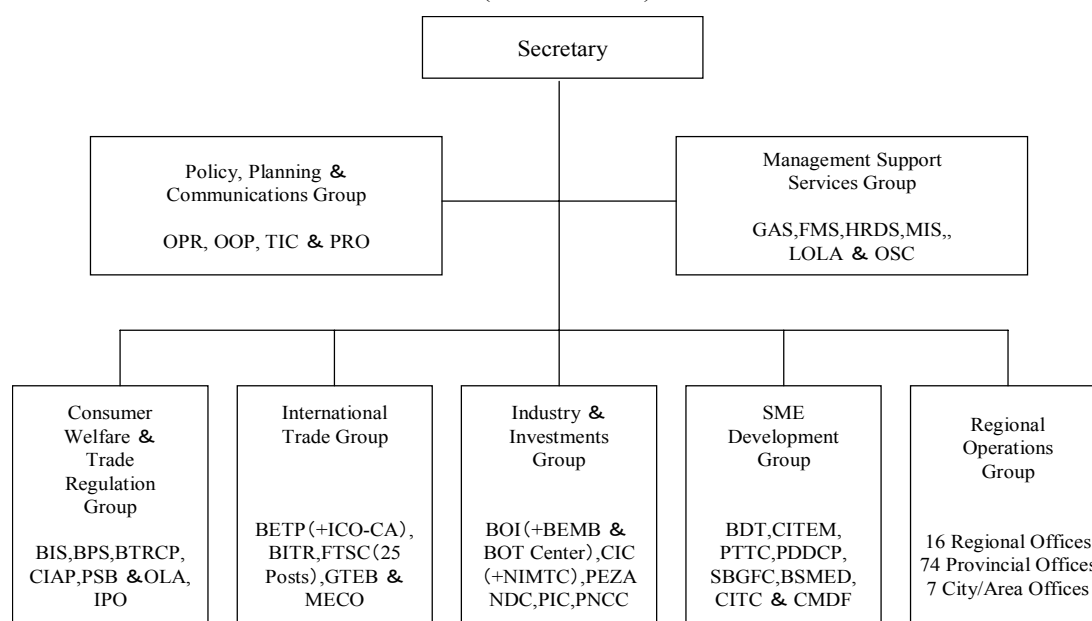 Secretary
Policy, Planning &
Communications Group
OPR, OOP, TIC & PRO
Management Support
Services Group
GAS,FMS,HRDS,MIS,,
LOLA & OSC
Consumer
Welfare &
Trade
Regulation
Group
BIS,BPS,BTRCP,
CIAP,PSB &OLA,
IPO
International
Trade Group
BETP(+ICO-CA),
BITR,FTSC(25
Posts),GTEB &
MECO
Industry &
Investments
Group
BOI(+BEMB &
BOT Center),CIC
(+NIMTC),PEZA
NDC,PIC,PNCC
SME
Development
Group
BDT,CITEM,
PTTC,PDDCP,
SBGFC,BSMED,
CITC & CMDF
Regional
Operations
Group
16 Regional Offices
74 Provincial Offices
7 City/Area Offices